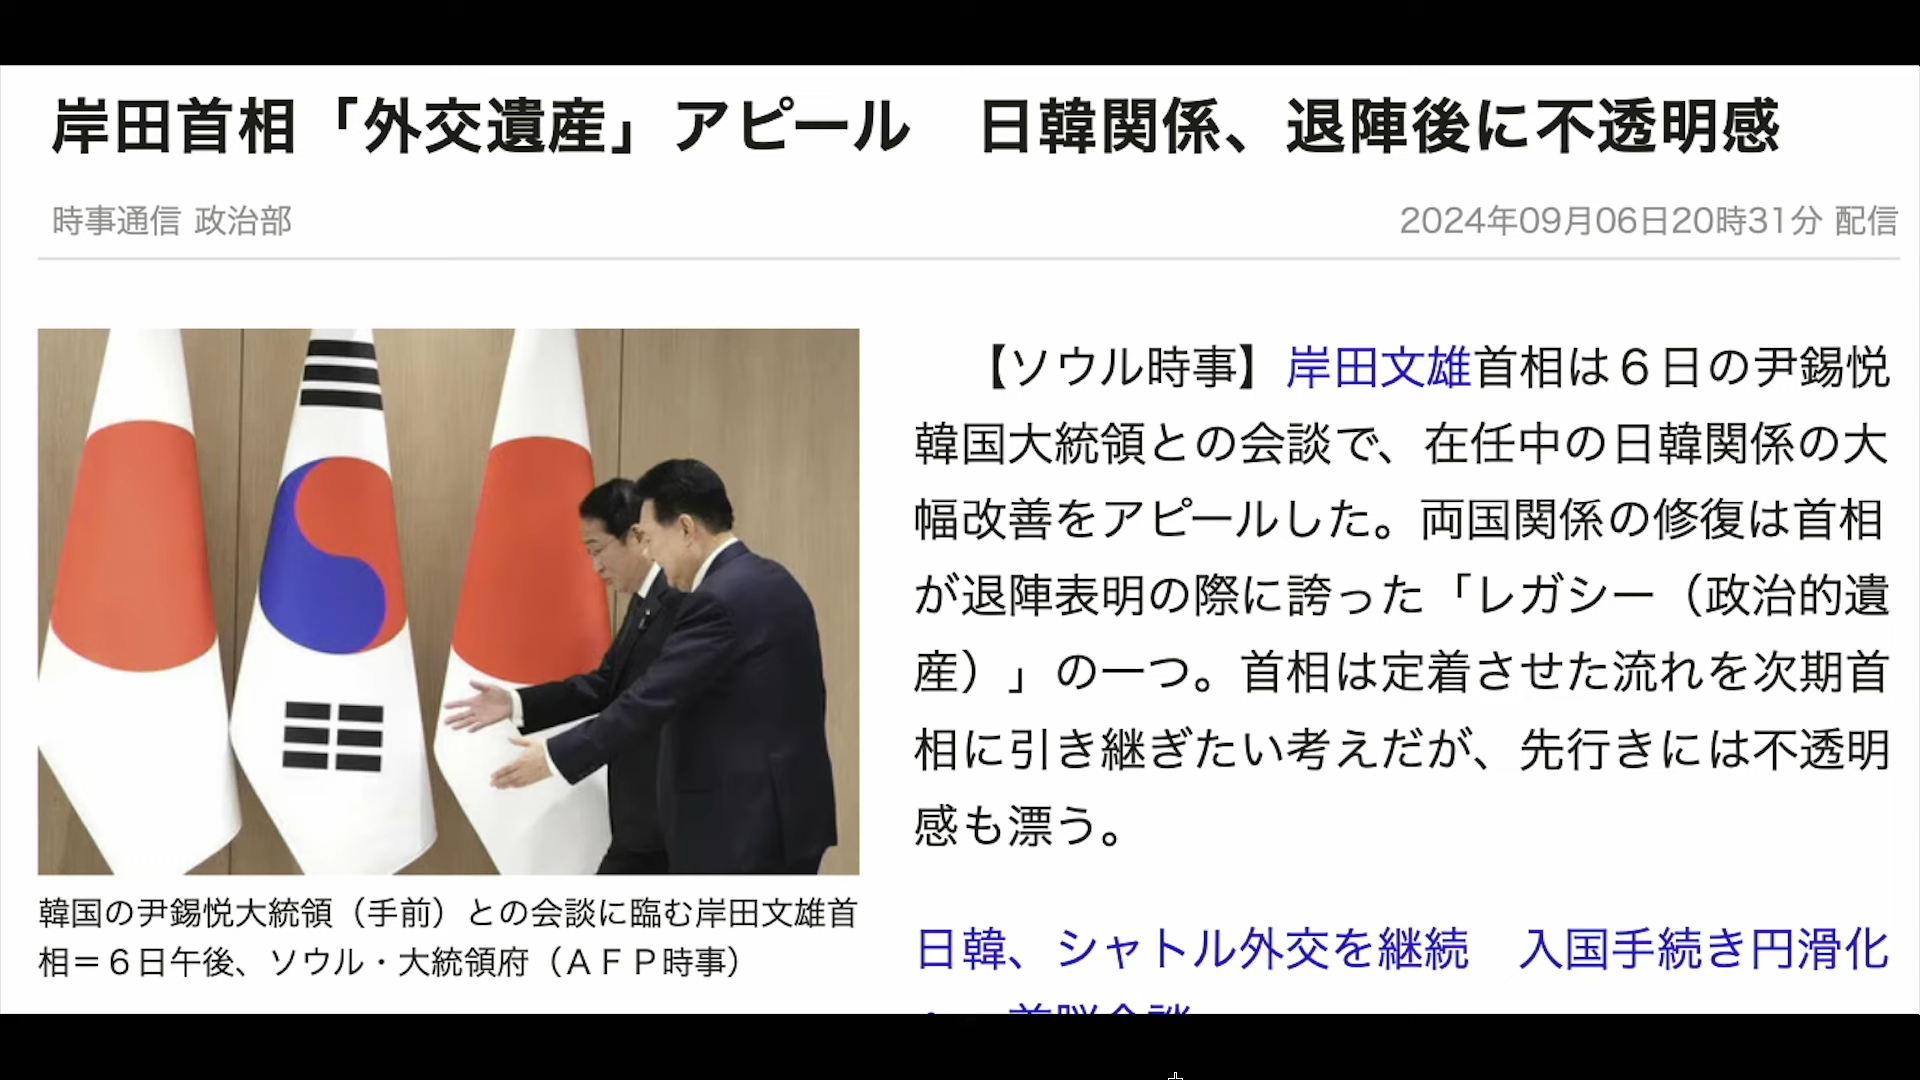 岸田首相「外交遺産」アピール　日韓関係、退陣後に不透明感
時事通信 政治部
2024年09月06日20時31分 配信
【ソウル時事】岸田文雄首相は６日の尹錫悦
韓国大統領との会談で、在任中の日韓関係の大
幅改善をアピールした。両国関係の修復は首相
が退陣表明の際に誇った「レガシー（政治的遺
産）」の一つ。首相は定着させた流れを次期首
相に引き継ぎたい考えだが、先行きには不透明
感も漂う。
日韓、シャトル外交を継続　入国手続き円滑化
韓国の尹錫悦大統領（手前）との会談に臨む岸田文雄首
相＝６日午後、ソウル・大統領府（ＡＦＰ時事）